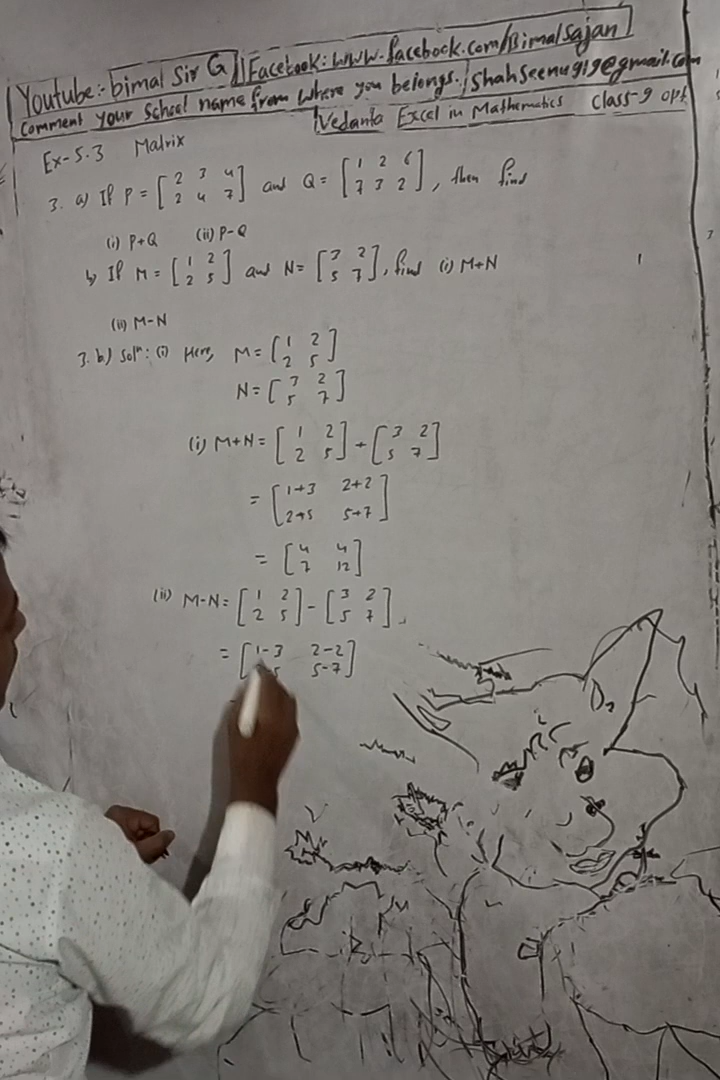 Youtube:- bimal Sir G || Facebook: www.facebook.com/Bimalsajan
Comment your School name from where you belongs. / Shahseenu919@gmail.com
Vedanta Excel in Mathematics Class-9 opt
Ex-5.3 Matrix
3. a) If P = [2 3 4
2 4 7] and Q = [1 2 6
7 3 2], then find
(i) P+Q (ii) P-Q
b) If M = [1 2
2 5] and N = [3 2
5 7], find (i) M+N
(ii) M-N
3. b) Solⁿ: (i) Here, M = [1 2
2 5]
N = [3 2
5 7]
(i) M+N = [1 2
2 5] + [3 2
5 7]
= [1+3 2+2
2+5 5+7]
= [4 4
7 12]
(ii) M-N = [1 2
2 5] - [3 2
5 7]
= [1-3 2-2
5 5-7]